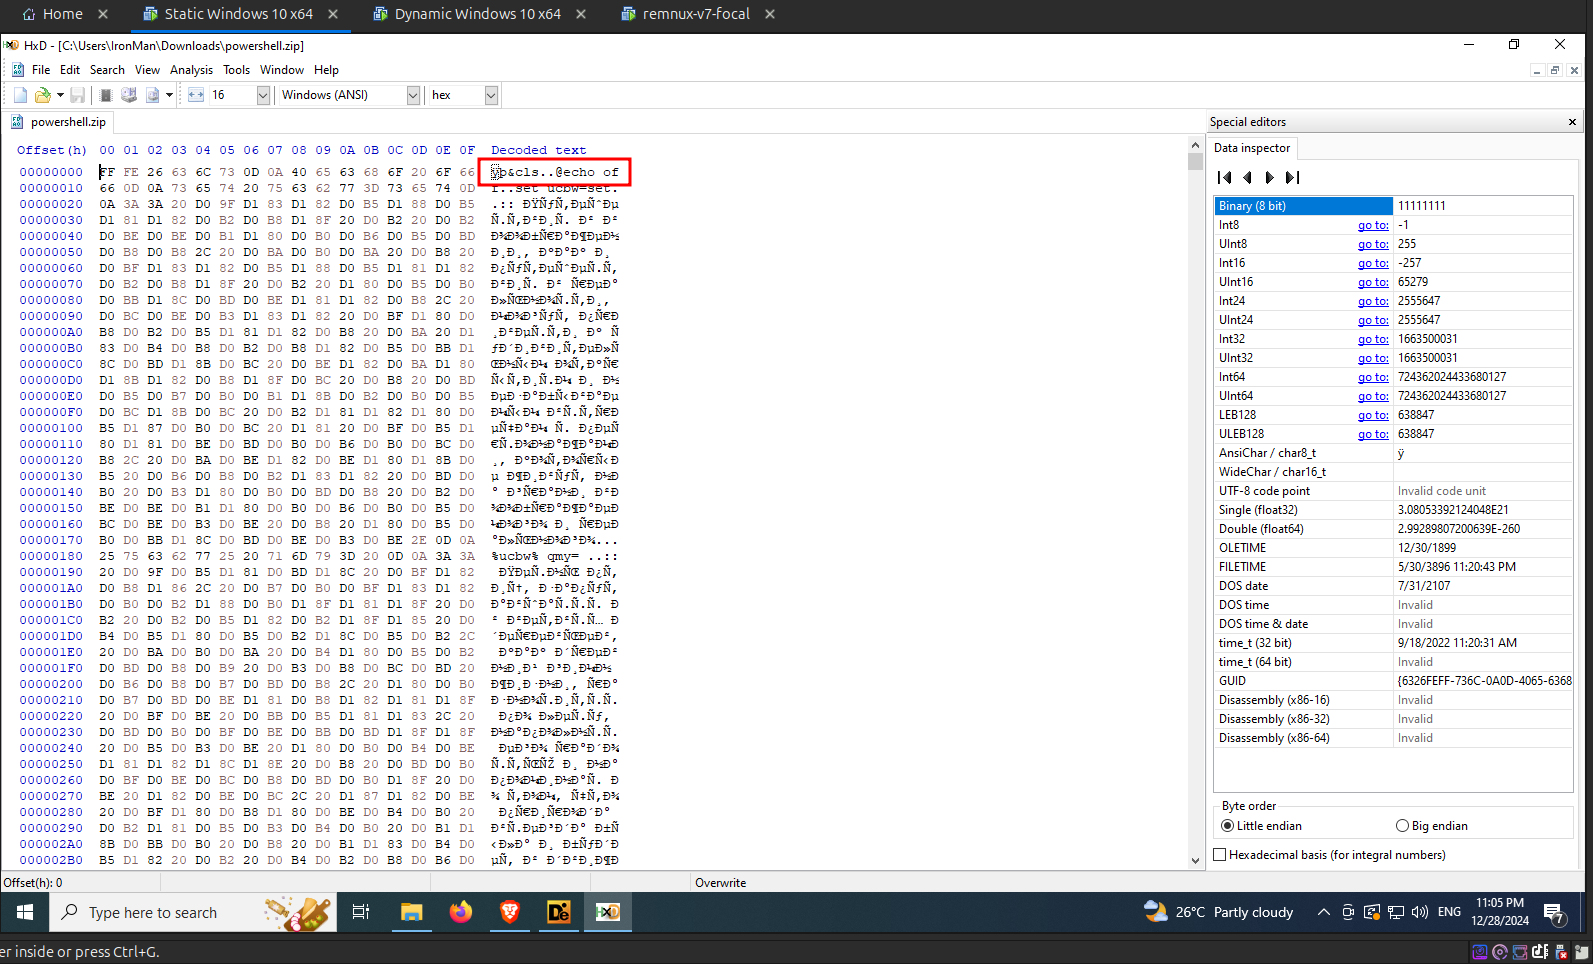 Home
Static Windows 10 x64
Dynamic Windows 10 x64
remnux-v7-focal
HxD - [C:\Users\IronMan\Downloads\powershell.zip]
File Edit Search View Analysis Tools Window Help
16 Windows (ANSI) hex
powershell.zip
Offset(h) 00 01 02 03 04 05 06 07 08 09 0A 0B 0C 0D 0E 0F Decoded text
00000000 FF FE 26 63 6C 73 0D 0A 40 65 63 68 6F 20 6F 66 ÿþ&cls..@echo of
00000010 66 0D 0A 73 65 74 20 75 63 62 77 3D 73 65 74 0D f..set ucbw=set.
00000020 0A 3A 3A 20 D0 9F D1 83 D1 82 D0 B5 D1 88 D0 B5
00000030 D1 81 D1 82 D0 B2 D0 B8 D1 8F 20 D0 B2 20 D0 B2
00000040 D0 BE D0 BE D0 B1 D1 80 D0 B0 D0 B6 D0 B5 D0 BD
00000050 D0 B8 D0 B8 2C 20 D0 BA D0 B0 D0 BA 20 D0 B8 20
00000060 D0 BF D1 83 D1 82 D0 B5 D1 88 D0 B5 D1 81 D1 82
00000070 D0 B2 D0 B8 D1 8F 20 D0 B2 20 D1 80 D0 B5 D0 B0
00000080 D0 BB D1 8C D0 BD D0 BE D1 81 D1 82 D0 B8 2C 20
00000090 D0 BC D0 BE D0 B3 D1 83 D1 82 20 D0 BF D1 80 D0
000000A0 B8 D0 B2 D0 B5 D1 81 D1 82 D0 B8 20 D0 BA 20 D1
000000B0 83 D0 B4 D0 B8 D0 B2 D0 B8 D1 82 D0 B5 D0 BB D1
000000C0 8C D0 BD D1 8B D0 BC 20 D0 BE D1 82 D0 BA D1 80
000000D0 D1 8B D1 82 D0 B8 D1 8F D0 BC 20 D0 B8 20 D0 BD
000000E0 D0 B5 D0 B7 D0 B0 D0 B1 D1 8B D0 B2 D0 B0 D0 B5
000000F0 D0 BC D1 8B D0 BC 20 D0 B2 D1 81 D1 82 D1 80 D0
00000100 B5 D1 87 D0 B0 D0 BC 20 D1 81 20 D0 BF D0 B5 D1
00000110 80 D1 81 D0 BE D0 BD D0 B0 D0 B6 D0 B0 D0 BC D0
00000120 B8 2C 20 D0 BA D0 BE D1 82 D0 BE D1 80 D1 8B D0
00000130 B5 20 D0 B6 D0 B8 D0 B2 D1 83 D1 82 20 D0 BD D0
00000140 B0 20 D0 B3 D1 80 D0 B0 D0 BD D0 B8 20 D0 B2 D0
00000150 BE D0 BE D0 B1 D1 80 D0 B0 D0 B6 D0 B0 D0 B5 D0
00000160 BC D0 BE D0 B3 D0 BE 20 D0 B8 20 D1 80 D0 B5 D0
00000170 B0 D0 BB D1 8C D0 BD D0 BE D0 B3 D0 BE 2E 0D 0A
00000180 25 75 63 62 77 25 20 71 6D 79 3D 20 0D 0A 3A 3A %ucbw% qmy= ..::
00000190 20 D0 9F D0 B5 D1 81 D0 BD D1 8C 20 D0 BF D1 82
000001A0 D0 B8 D1 86 2C 20 D0 B7 D0 B0 D0 BF D1 83 D1 82
000001B0 D0 B0 D0 B2 D1 88 D0 B0 D1 8F D1 81 D1 8F 20 D0
000001C0 B2 20 D0 B2 D0 B5 D1 82 D0 B2 D1 8F D1 85 20 D0
000001D0 B4 D0 B5 D1 80 D0 B5 D0 B2 D1 8C D0 B5 D0 B2 2C
000001E0 20 D0 BA D0 B0 D0 BA 20 D0 B4 D1 80 D0 B5 D0 B2
000001F0 D0 BD D0 B8 D0 B9 20 D0 B3 D0 B8 D0 BC D0 BD 20
00000200 D0 B6 D0 B8 D0 B7 D0 BD D0 B8 2C 20 D1 80 D0 B0
00000210 D0 B7 D0 BD D0 BE D1 81 D0 B8 D1 82 D1 81 D1 8F
00000220 20 D0 BF D0 BE 20 D0 BB D0 B5 D1 81 D1 83 2C 20
00000230 D0 BD D0 B0 D0 BF D0 BE D0 BB D0 BD D1 8F D1 8F
00000240 20 D0 B5 D0 B3 D0 BE 20 D1 80 D0 B0 D0 B4 D0 BE
00000250 D1 81 D1 82 D1 8C D1 8E 20 D0 B8 20 D0 BD D0 B0
00000260 D0 BF D0 BE D0 BC D0 B8 D0 BD D0 B0 D1 8F 20 D0
00000270 BE 20 D1 82 D0 BE D0 BC 2C 20 D1 87 D1 82 D0 BE
00000280 20 D0 BF D1 80 D0 B8 D1 80 D0 BE D0 B4 D0 B0 20
00000290 D0 B2 D1 81 D0 B5 D0 B3 D0 B4 D0 B0 20 D0 B1 D1
000002A0 8B D0 BB D0 B0 20 D0 B8 20 D0 B1 D1 83 D0 B4 D0
000002B0 B5 D1 82 20 D0 B2 20 D0 B4 D0 B2 D0 B8 D0 B6 D0
Special editors
Data inspector
Binary (8 bit) 11111111
Int8 go to: -1
UInt8 go to: 255
Int16 go to: -257
UInt16 go to: 65279
Int24 go to: 2555647
UInt24 go to: 2555647
Int32 go to: 1663500031
UInt32 go to: 1663500031
Int64 go to: 724362024433680127
UInt64 go to: 724362024433680127
LEB128 go to: 638847
ULEB128 go to: 638847
AnsiChar / char8_t ÿ
WideChar / char16_t
UTF-8 code point Invalid code unit
Single (float32) 3.08053392124048E21
Double (float64) 2.99289807200639E-260
OLETIME 12/30/1899
FILETIME 5/30/3896 11:20:43 PM
DOS date 7/31/2107
DOS time Invalid
DOS time & date Invalid
time_t (32 bit) 9/18/2022 11:20:31 AM
time_t (64 bit) Invalid
GUID {6326FEFF-736C-0A0D-4065-6368
Disassembly (x86-16) Invalid
Disassembly (x86-32) Invalid
Disassembly (x86-64) Invalid
Byte order
Little endian Big endian
Hexadecimal basis (for integral numbers)
Offset(h): 0 Overwrite
Type here to search
26°C Partly cloudy
ENG
11:05 PM
12/28/2024
7
er inside or press Ctrl+G.